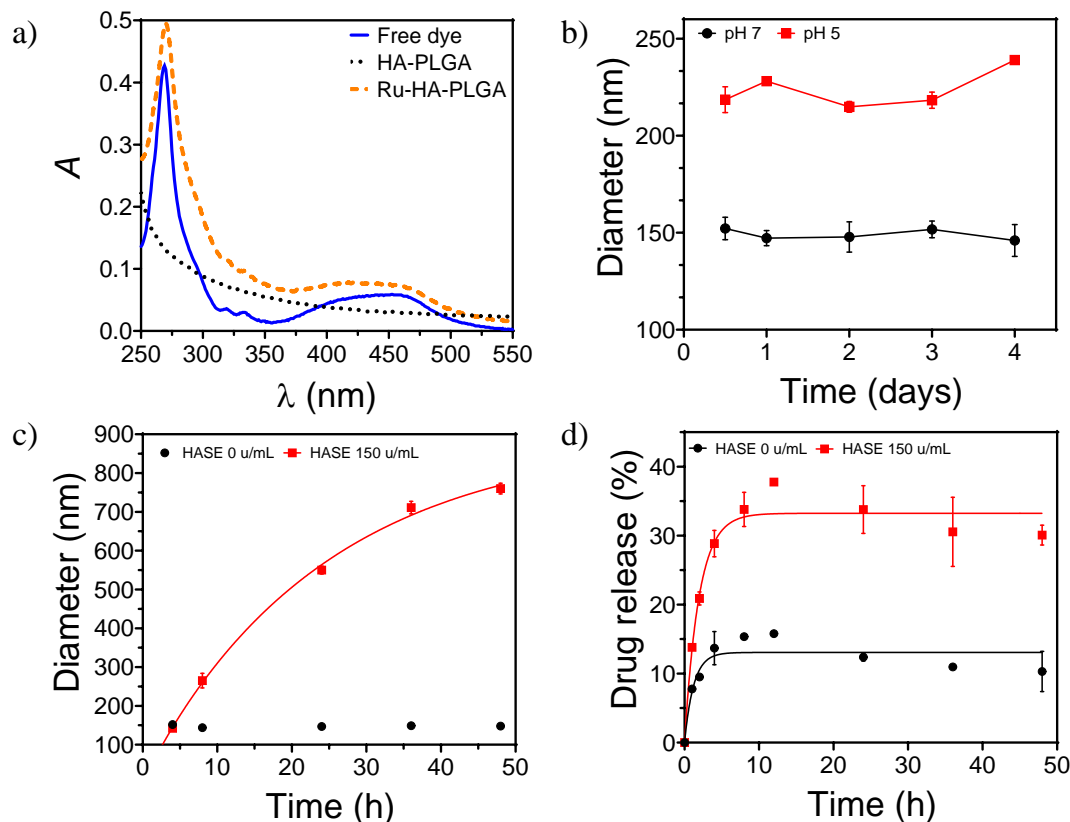 a)
0.5
0.4
0.3
0.2
0.1
0.0
A
Free dye
HA-PLGA
Ru-HA-PLGA
250 300 350 400 450 500 550
λ (nm)
b)
pH 7 pH 5
250
200
150
100
Diameter (nm)
0 1 2 3 4
Time (days)
c)
900
800
700
600
500
400
300
200
100
Diameter (nm)
HASE 0 u/mL HASE 150 u/mL
0 10 20 30 40 50
Time (h)
d)
HASE 0 u/mL HASE 150 u/mL
40
30
20
10
0
Drug release (%)
0 10 20 30 40 50
Time (h)